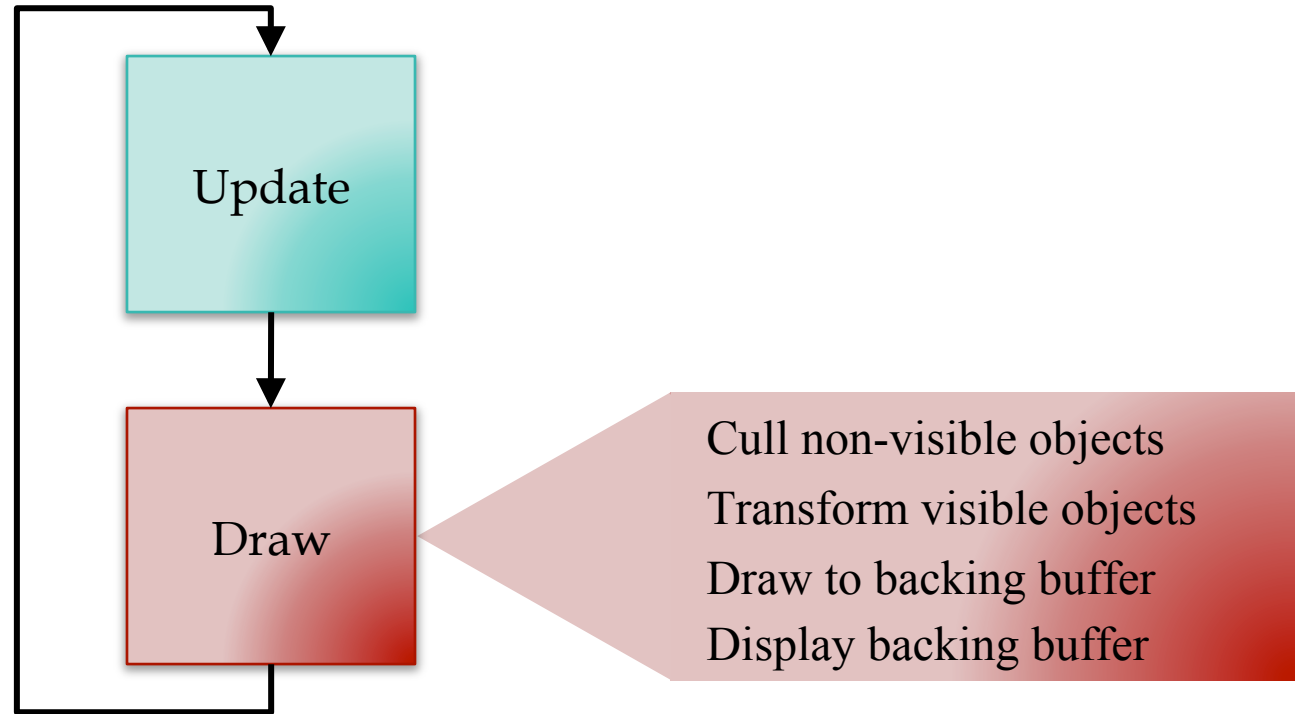 Update
Draw
Cull non-visible objects
Transform visible objects
Draw to backing buffer
Display backing buffer